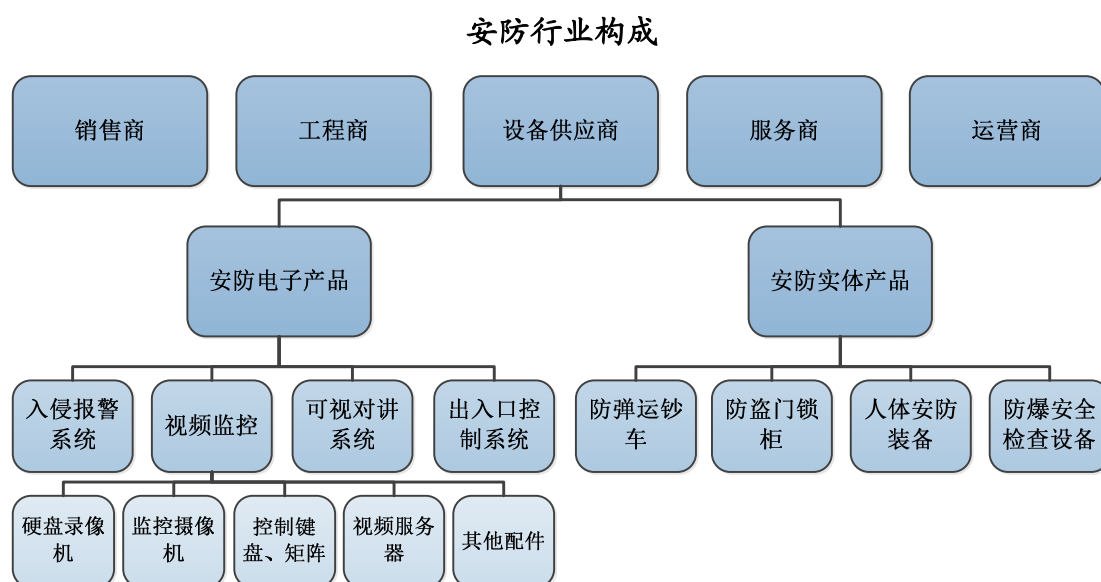 安防行业构成
销售商
工程商
设备供应商
服务商
运营商
安防电子产品
安防实体产品
入侵报警
系统
视频监控
可视对讲
系统
出入口控
制系统
防弹运钞
车
防盗门锁
柜
人体安防
装备
防爆安全
检查设备
硬盘录像
机
监控摄像
机
控制键
盘、矩阵
视频服务
器
其他配件